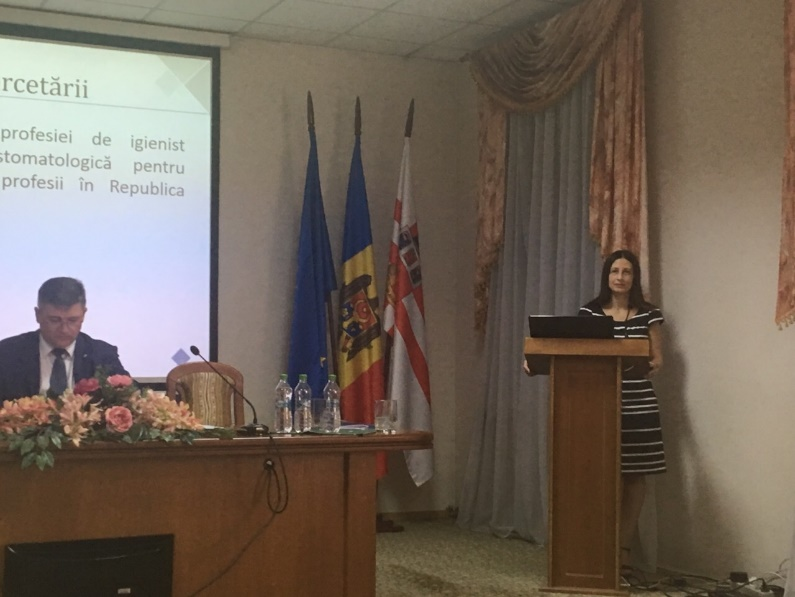 rcetării
profesiei de igienist
stomatologică pentru
profesii în Republica